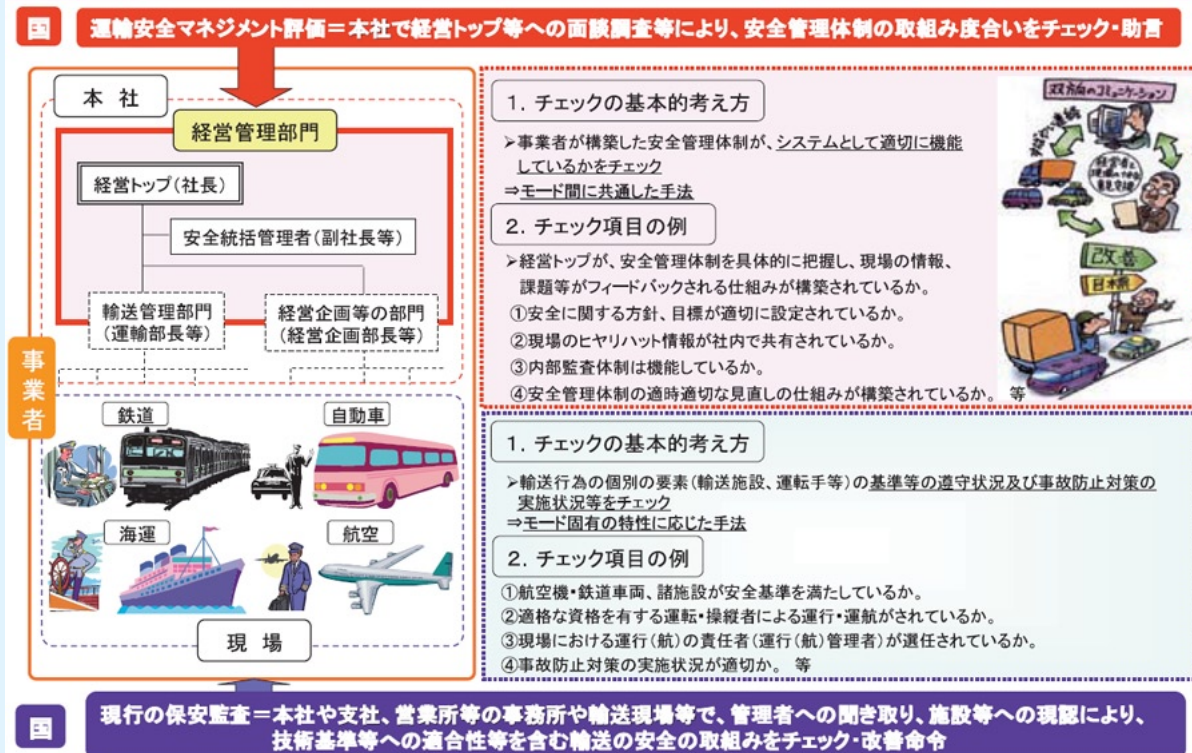 国
運輸安全マネジメント評価=本社で経営トップ等への面談調査等により、安全管理体制の取組み度合いをチェック・助言
本 社
経営管理部門
経営トップ(社長)
安全統括管理者(副社長等)
輸送管理部門
(運輸部長等)
経営企画等の部門
(経営企画部長等)
事業者
鉄道
自動車
海運
航空
現 場
1. チェックの基本的考え方
➢事業者が構築した安全管理体制が、システムとして適切に機能
しているかをチェック
⇒モード間に共通した手法
2. チェック項目の例
➢経営トップが、安全管理体制を具体的に把握し、現場の情報、
課題等がフィードバックされる仕組みが構築されているか。
①安全に関する方針、目標が適切に設定されているか。
②現場のヒヤリハット情報が社内で共有されているか。
③内部監査体制は機能しているか。
④安全管理体制の適時適切な見直しの仕組みが構築されているか。 等
双方向のコミュニケーション
改善
目標
1. チェックの基本的考え方
➢輸送行為の個別の要素(輸送施設、運転手等)の基準等の遵守状況及び事故防止対策の
実施状況等をチェック
⇒モード固有の特性に応じた手法
2. チェック項目の例
①航空機・鉄道車両、諸施設が安全基準を満たしているか。
②適格な資格を有する運転・操縦者による運行・運航がされているか。
③現場における運行(航)の責任者(運行(航)管理者)が選任されているか。
④事故防止対策の実施状況が適切か。 等
国
現行の保安監査=本社や支社、営業所等の事務所や輸送現場等で、管理者への聞き取り、施設等への現認により、
技術基準等への適合性等を含む輸送の安全の取組みをチェック・改善命令